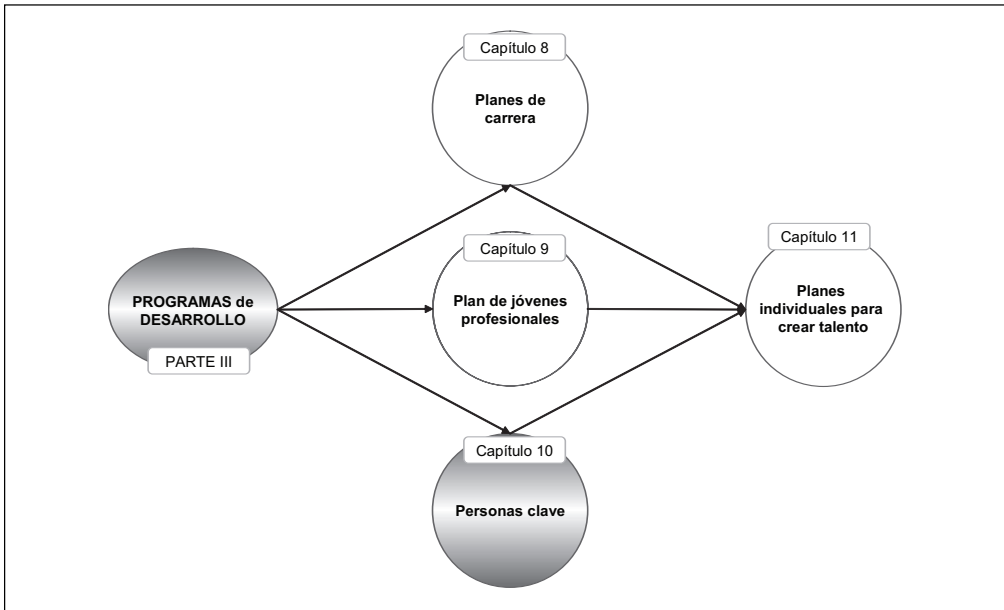 Capítulo 8
Planes de
carrera
PROGRAMAS de
DESARROLLO
PARTE III
Capítulo 9
Plan de jóvenes
profesionales
Capítulo 10
Personas clave
Capítulo 11
Planes
individuales para
crear talento